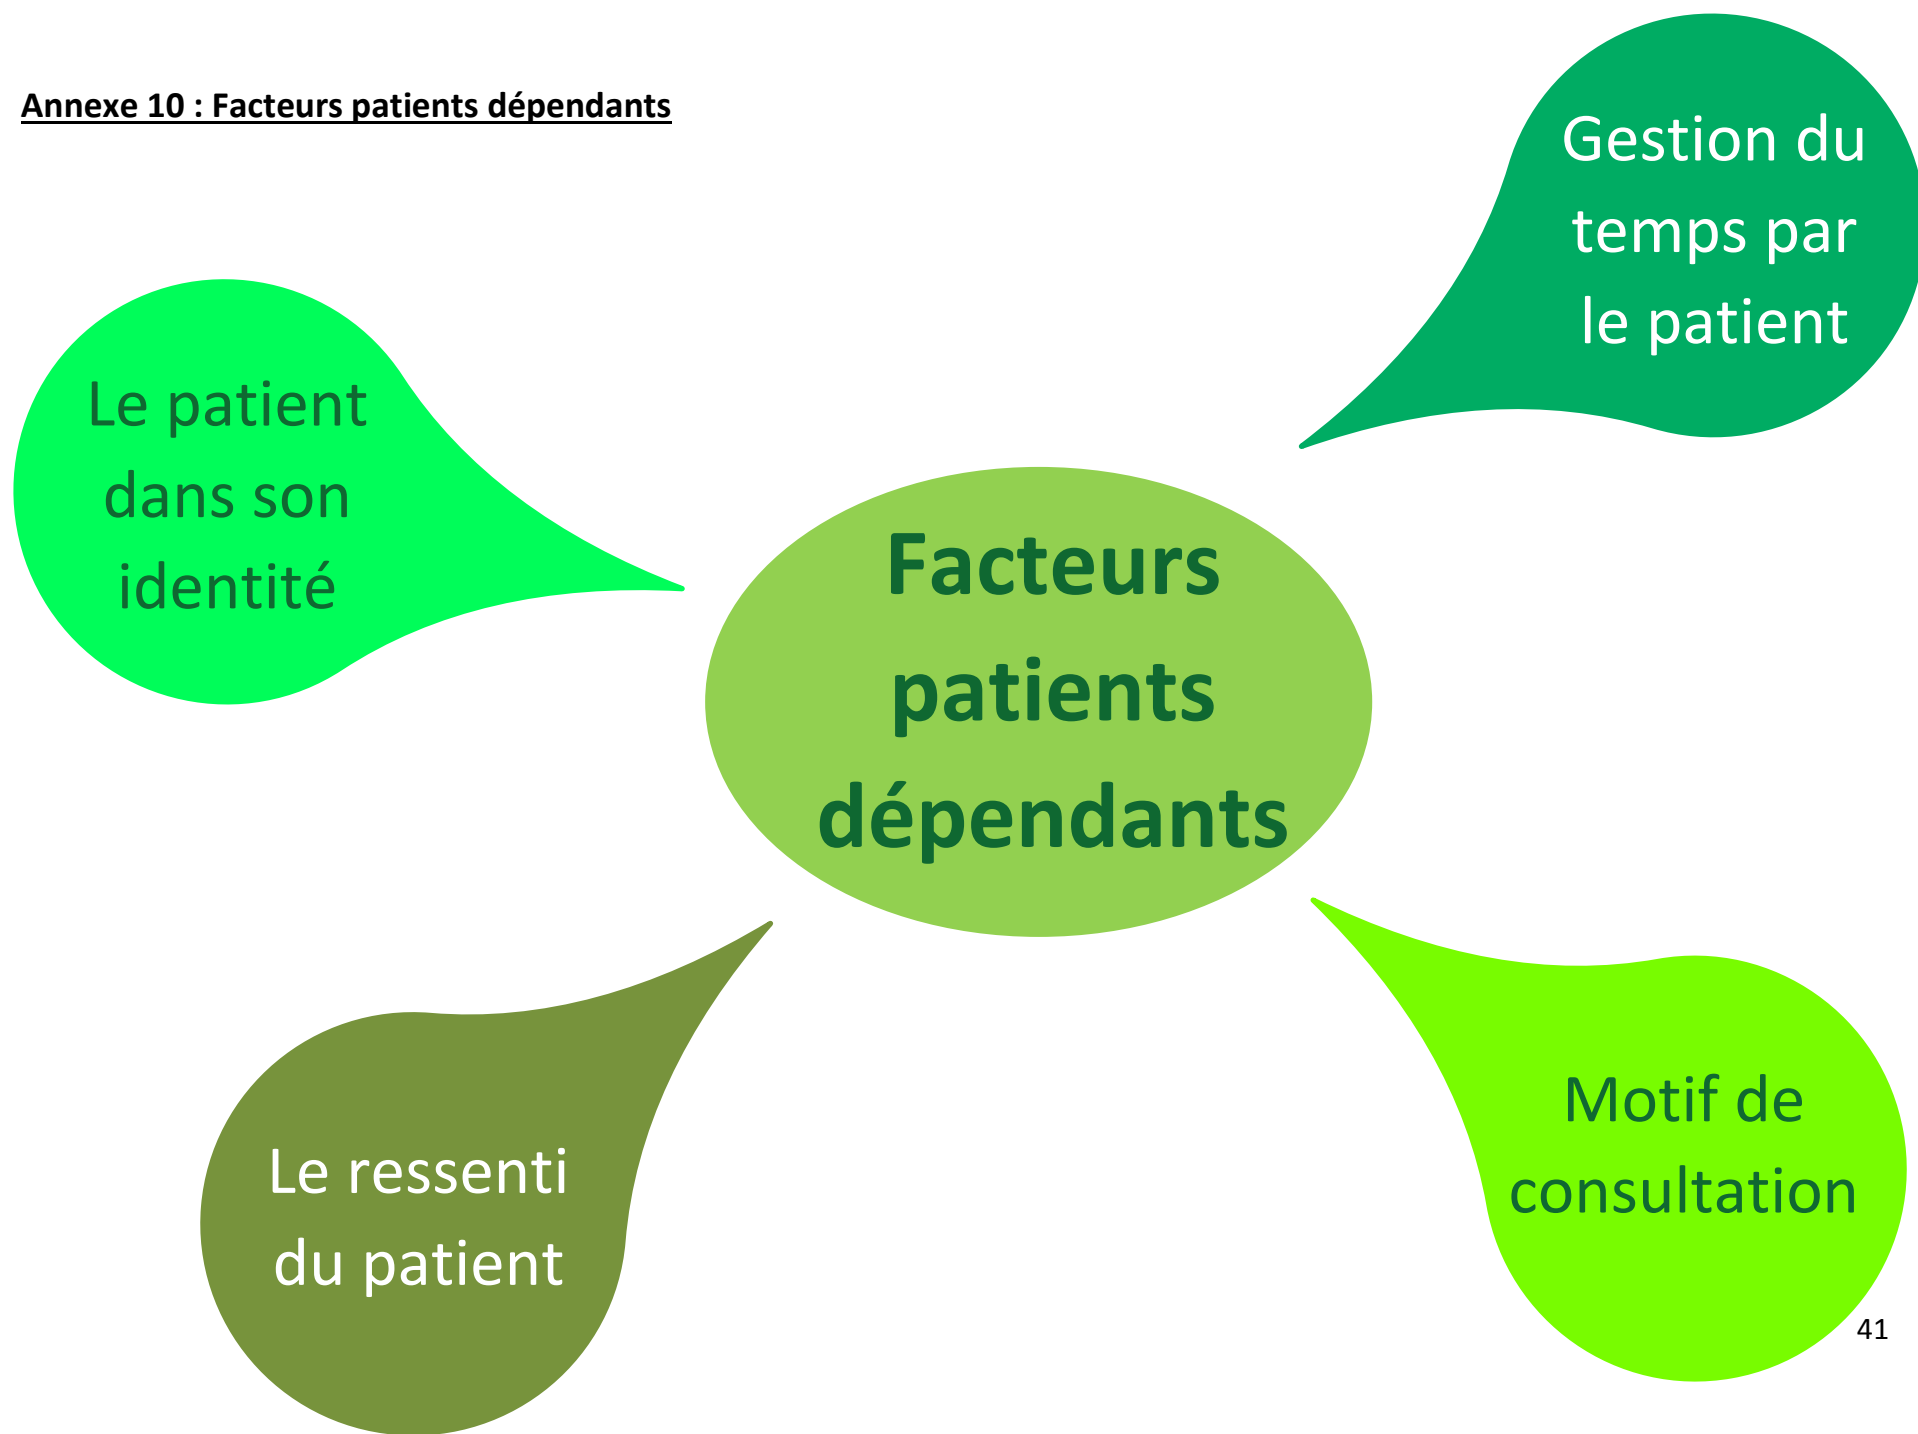 Annexe 10 : Facteurs patients dépendants
Gestion du
temps par
le patient
Le patient
dans son
identité
Facteurs
patients
dépendants
Le ressenti
du patient
Motif de
consultation
41